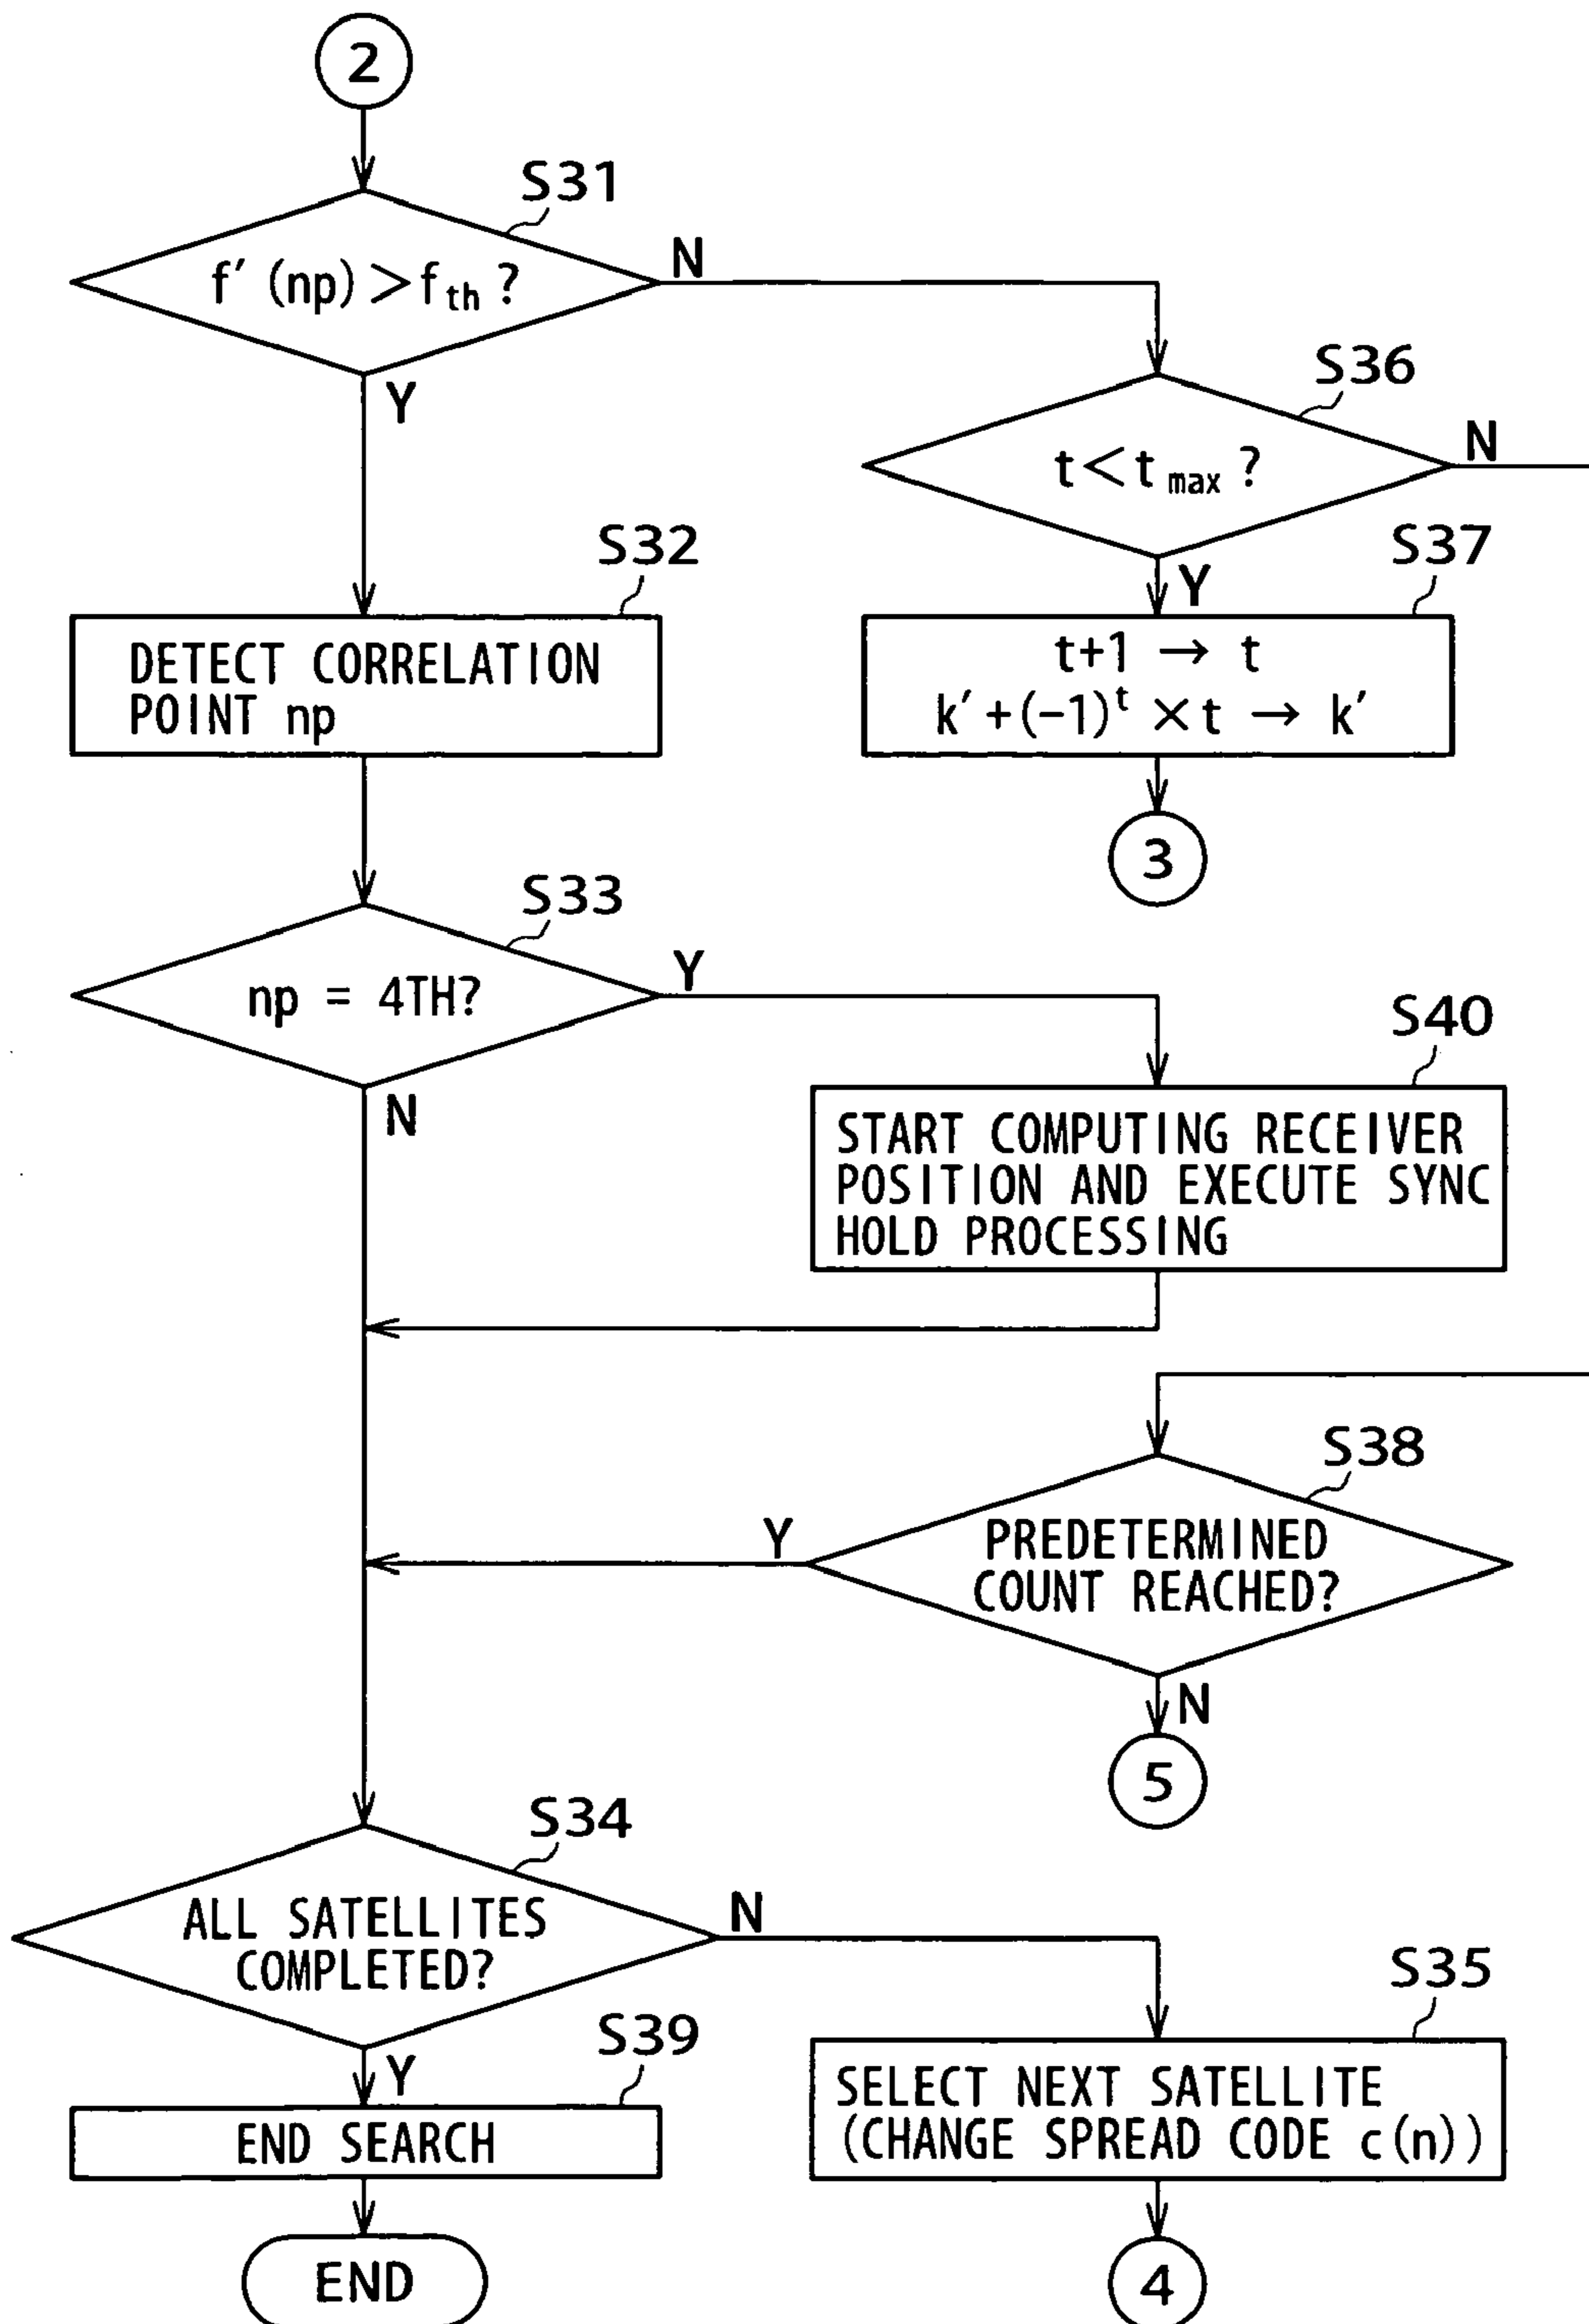 2
S31
f′ (np) > fth ?
N
Y
S36
t < tmax ?
N
Y
S32
DETECT CORRELATION
POINT np
S37
t+1 → t
k′+(−1)^t × t → k′
3
S33
np = 4TH?
Y
N
S40
START COMPUTING RECEIVER
POSITION AND EXECUTE SYNC
HOLD PROCESSING
S38
PREDETERMINED
COUNT REACHED?
Y
N
5
S34
ALL SATELLITES
COMPLETED?
N
Y
S35
SELECT NEXT SATELLITE
(CHANGE SPREAD CODE c(n))
4
S39
END SEARCH
END